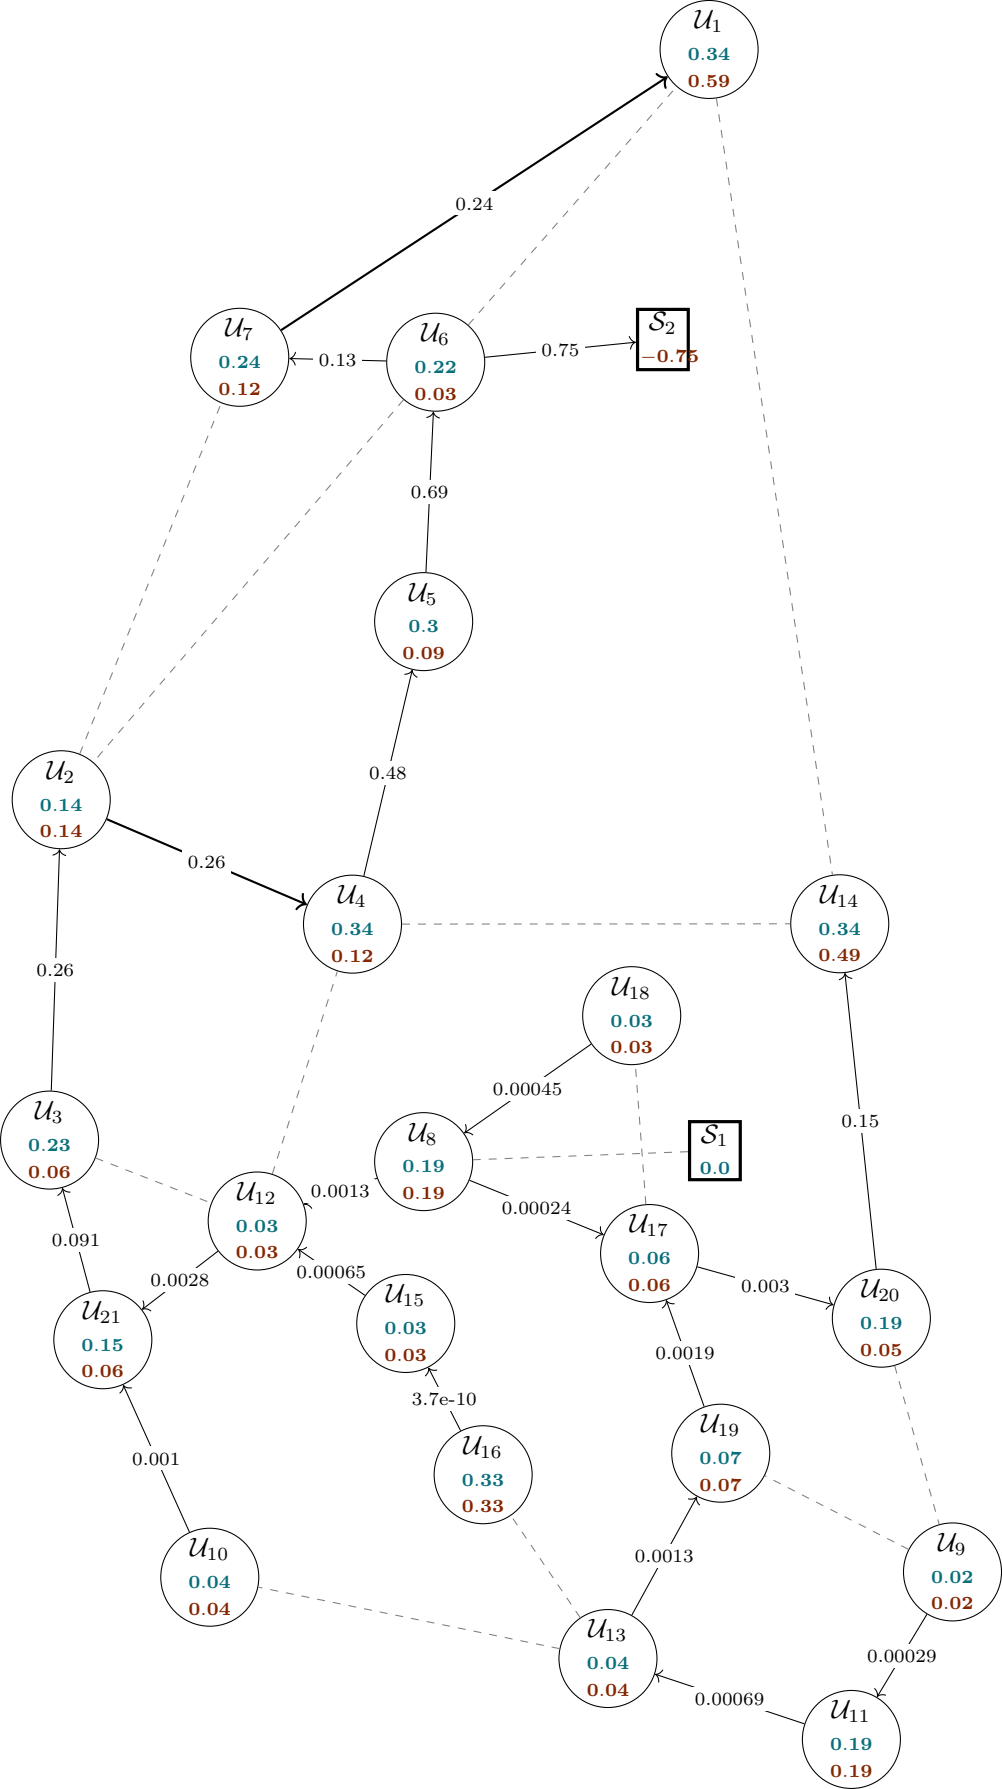 𝒰1
0.34
0.59
0.24
𝒰7
0.24
0.12
0.13
𝒰6
0.22
0.03
0.75
𝒮2
−0.75
0.69
𝒰5
0.3
0.09
0.48
𝒰2
0.14
0.14
0.26
𝒰4
0.34
0.12
𝒰14
0.34
0.49
0.26
𝒰18
0.03
0.03
0.00045
0.15
𝒰3
0.23
0.06
𝒰8
0.19
0.19
𝒮1
0.0
0.0013
𝒰12
0.03
0.03
0.00024
𝒰17
0.06
0.06
0.091
0.0028
0.00065
0.003
𝒰20
0.19
0.05
𝒰21
0.15
0.06
𝒰15
0.03
0.03
0.0019
3.7e-10
𝒰19
0.07
0.07
0.001
𝒰16
0.33
0.33
𝒰10
0.04
0.04
0.0013
𝒰9
0.02
0.02
𝒰13
0.04
0.04
0.00029
0.00069
𝒰11
0.19
0.19